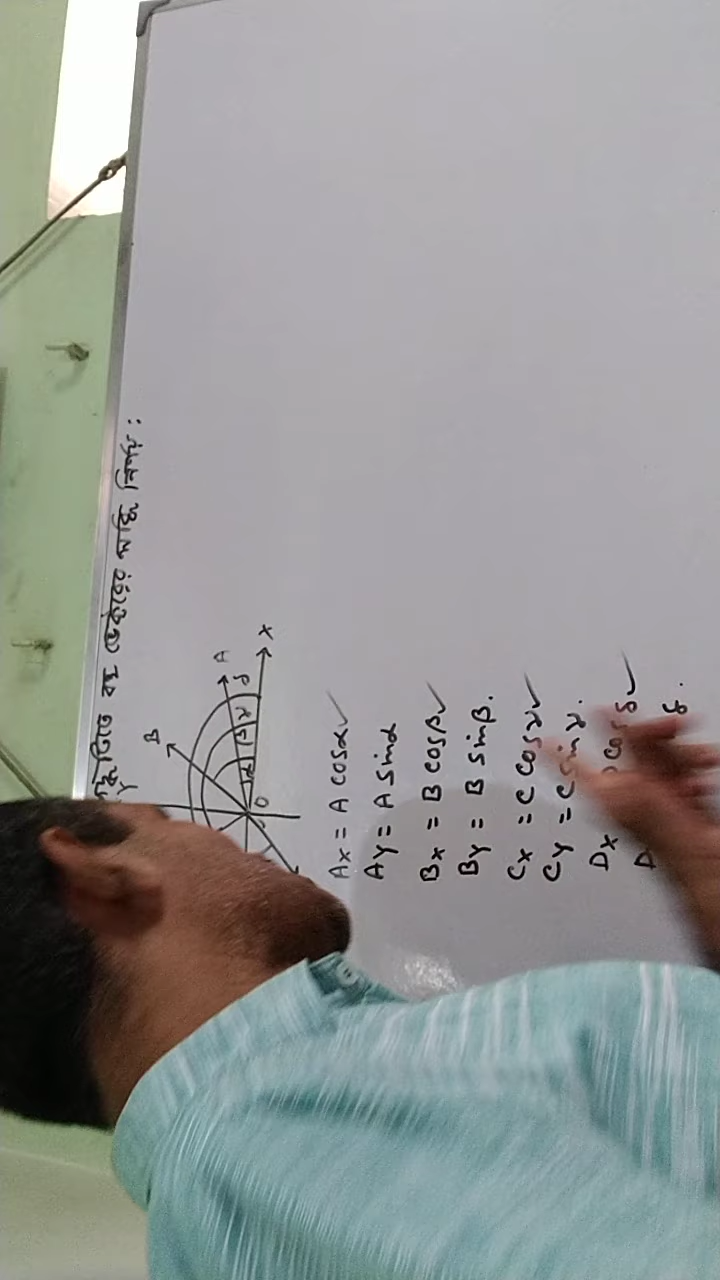 পদ্ধতিতে বহু ভেক্টরের লব্ধি নির্ণয় :
Y
B
A
X
O
α β γ δ
Ax = A cosα ✓
Ay = A sinα
Bx = B cosβ ✓
By = B sinβ.
Cx = C cosγ ✓
Cy = C sinγ.
Dx cosδ ✓
D δ.